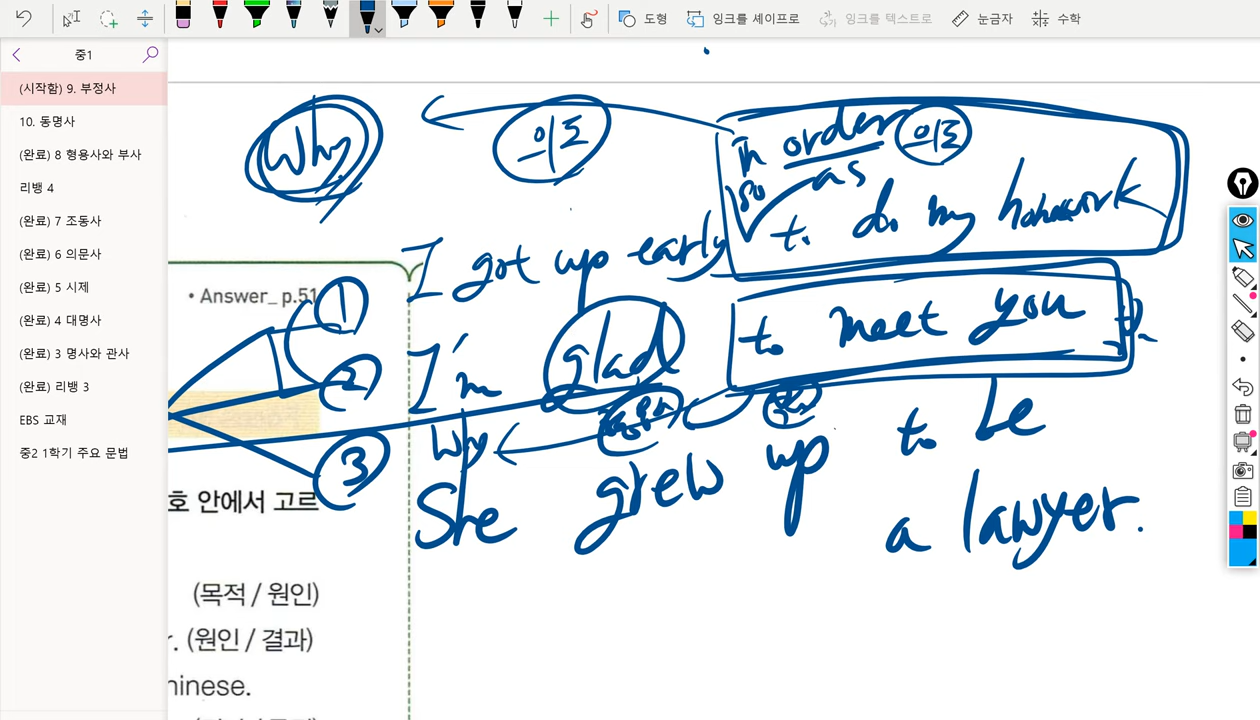 도형
잉크를 셰이프로
잉크를 텍스트로
눈금자
수학
중1
(시작함) 9. 부정사
10. 동명사
(완료) 8 형용사와 부사
리뱅 4
(완료) 7 조동사
(완료) 6 의문사
(완료) 5 시제
(완료) 4 대명사
(완료) 3 명사와 관사
(완료) 리뱅 3
EBS 교재
중2 1학기 주요 문법
Why
의도
in order 의도
so as
I got up early to do my homework
• Answer_ p.51
①
② I'm glad to meet you
Why
③ She grew up to be
a lawyer.
호 안에서 고르
(목적 / 원인)
r. (원인 / 결과)
hinese.